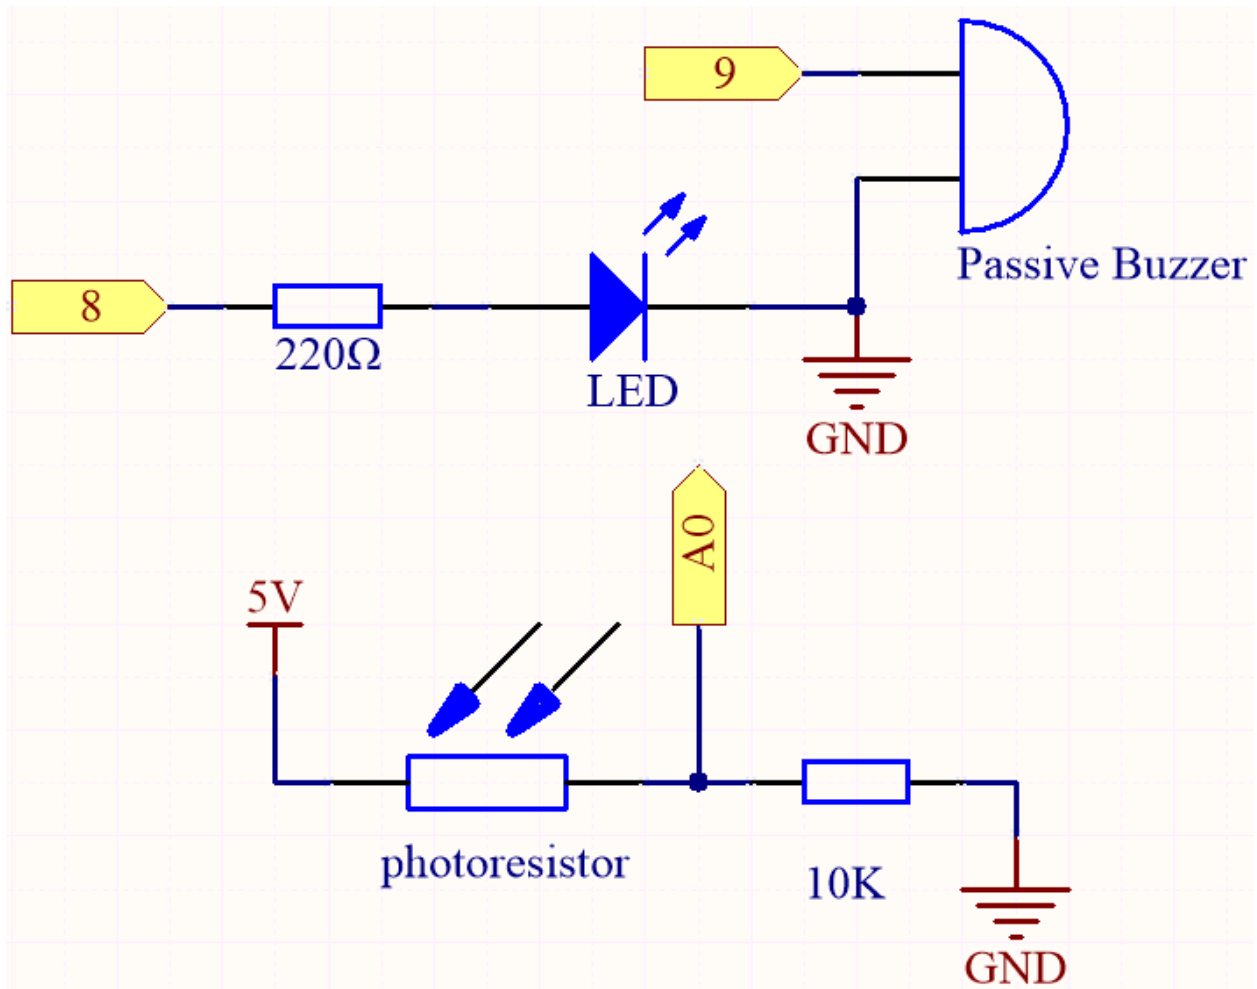 9
Passive Buzzer
8
220Ω
LED
GND
A0
5V
photoresistor
10K
GND